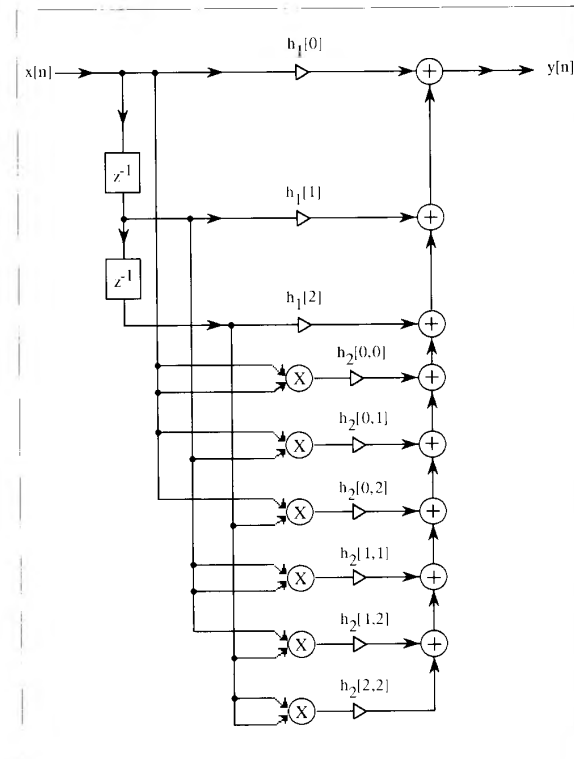 h1[0]
x[n]
+
y[n]
z-1
h1[1]
+
z-1
h1[2]
+
h2[0,0]
X
+
h2[0,1]
X
+
h2[0,2]
X
+
h2[1,1]
X
+
h2[1,2]
X
+
h2[2,2]
X